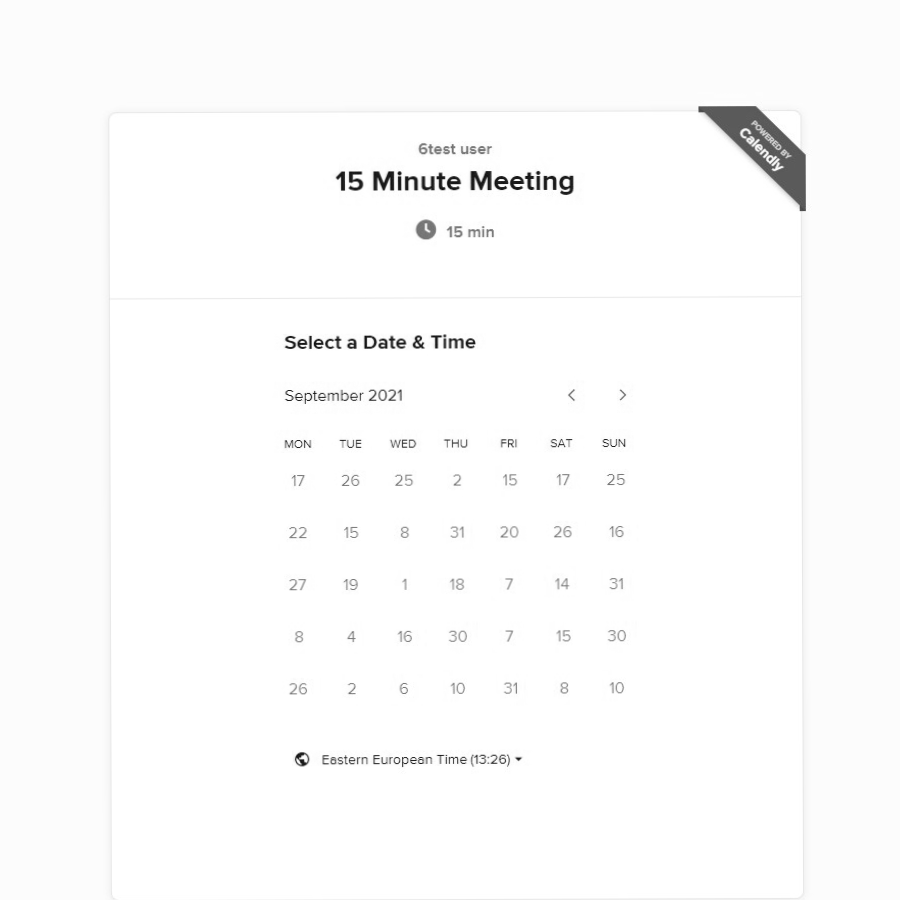 POWERED BY
Calendly
6test user
15 Minute Meeting
15 min
Select a Date & Time
September 2021
MON TUE WED THU FRI SAT SUN
17 26 25 2 15 17 25
22 15 8 31 20 26 16
27 19 1 18 7 14 31
8 4 16 30 7 15 30
26 2 6 10 31 8 10
Eastern European Time (13:26)